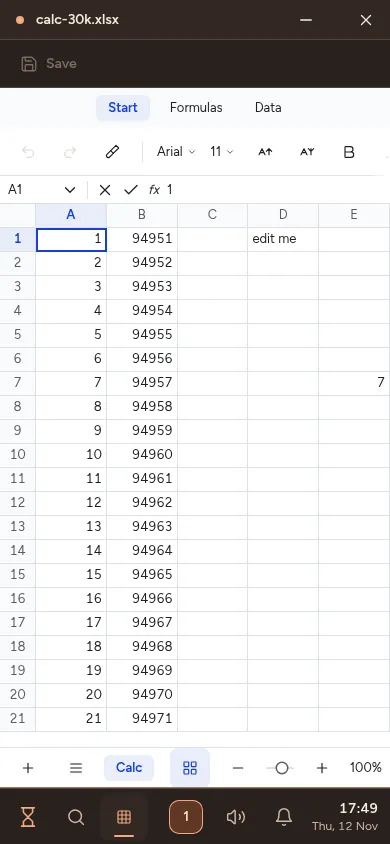 calc-30k.xlsx
Save
Start Formulas Data
Arial 11 A A B
A1 fx 1
A B C D E
1 1 94951 edit me
2 2 94952
3 3 94953
4 4 94954
5 5 94955
6 6 94956
7 7 94957 7
8 8 94958
9 9 94959
10 10 94960
11 11 94961
12 12 94962
13 13 94963
14 14 94964
15 15 94965
16 16 94966
17 17 94967
18 18 94968
19 19 94969
20 20 94970
21 21 94971
Calc 100%
1 17:49
Thu, 12 Nov